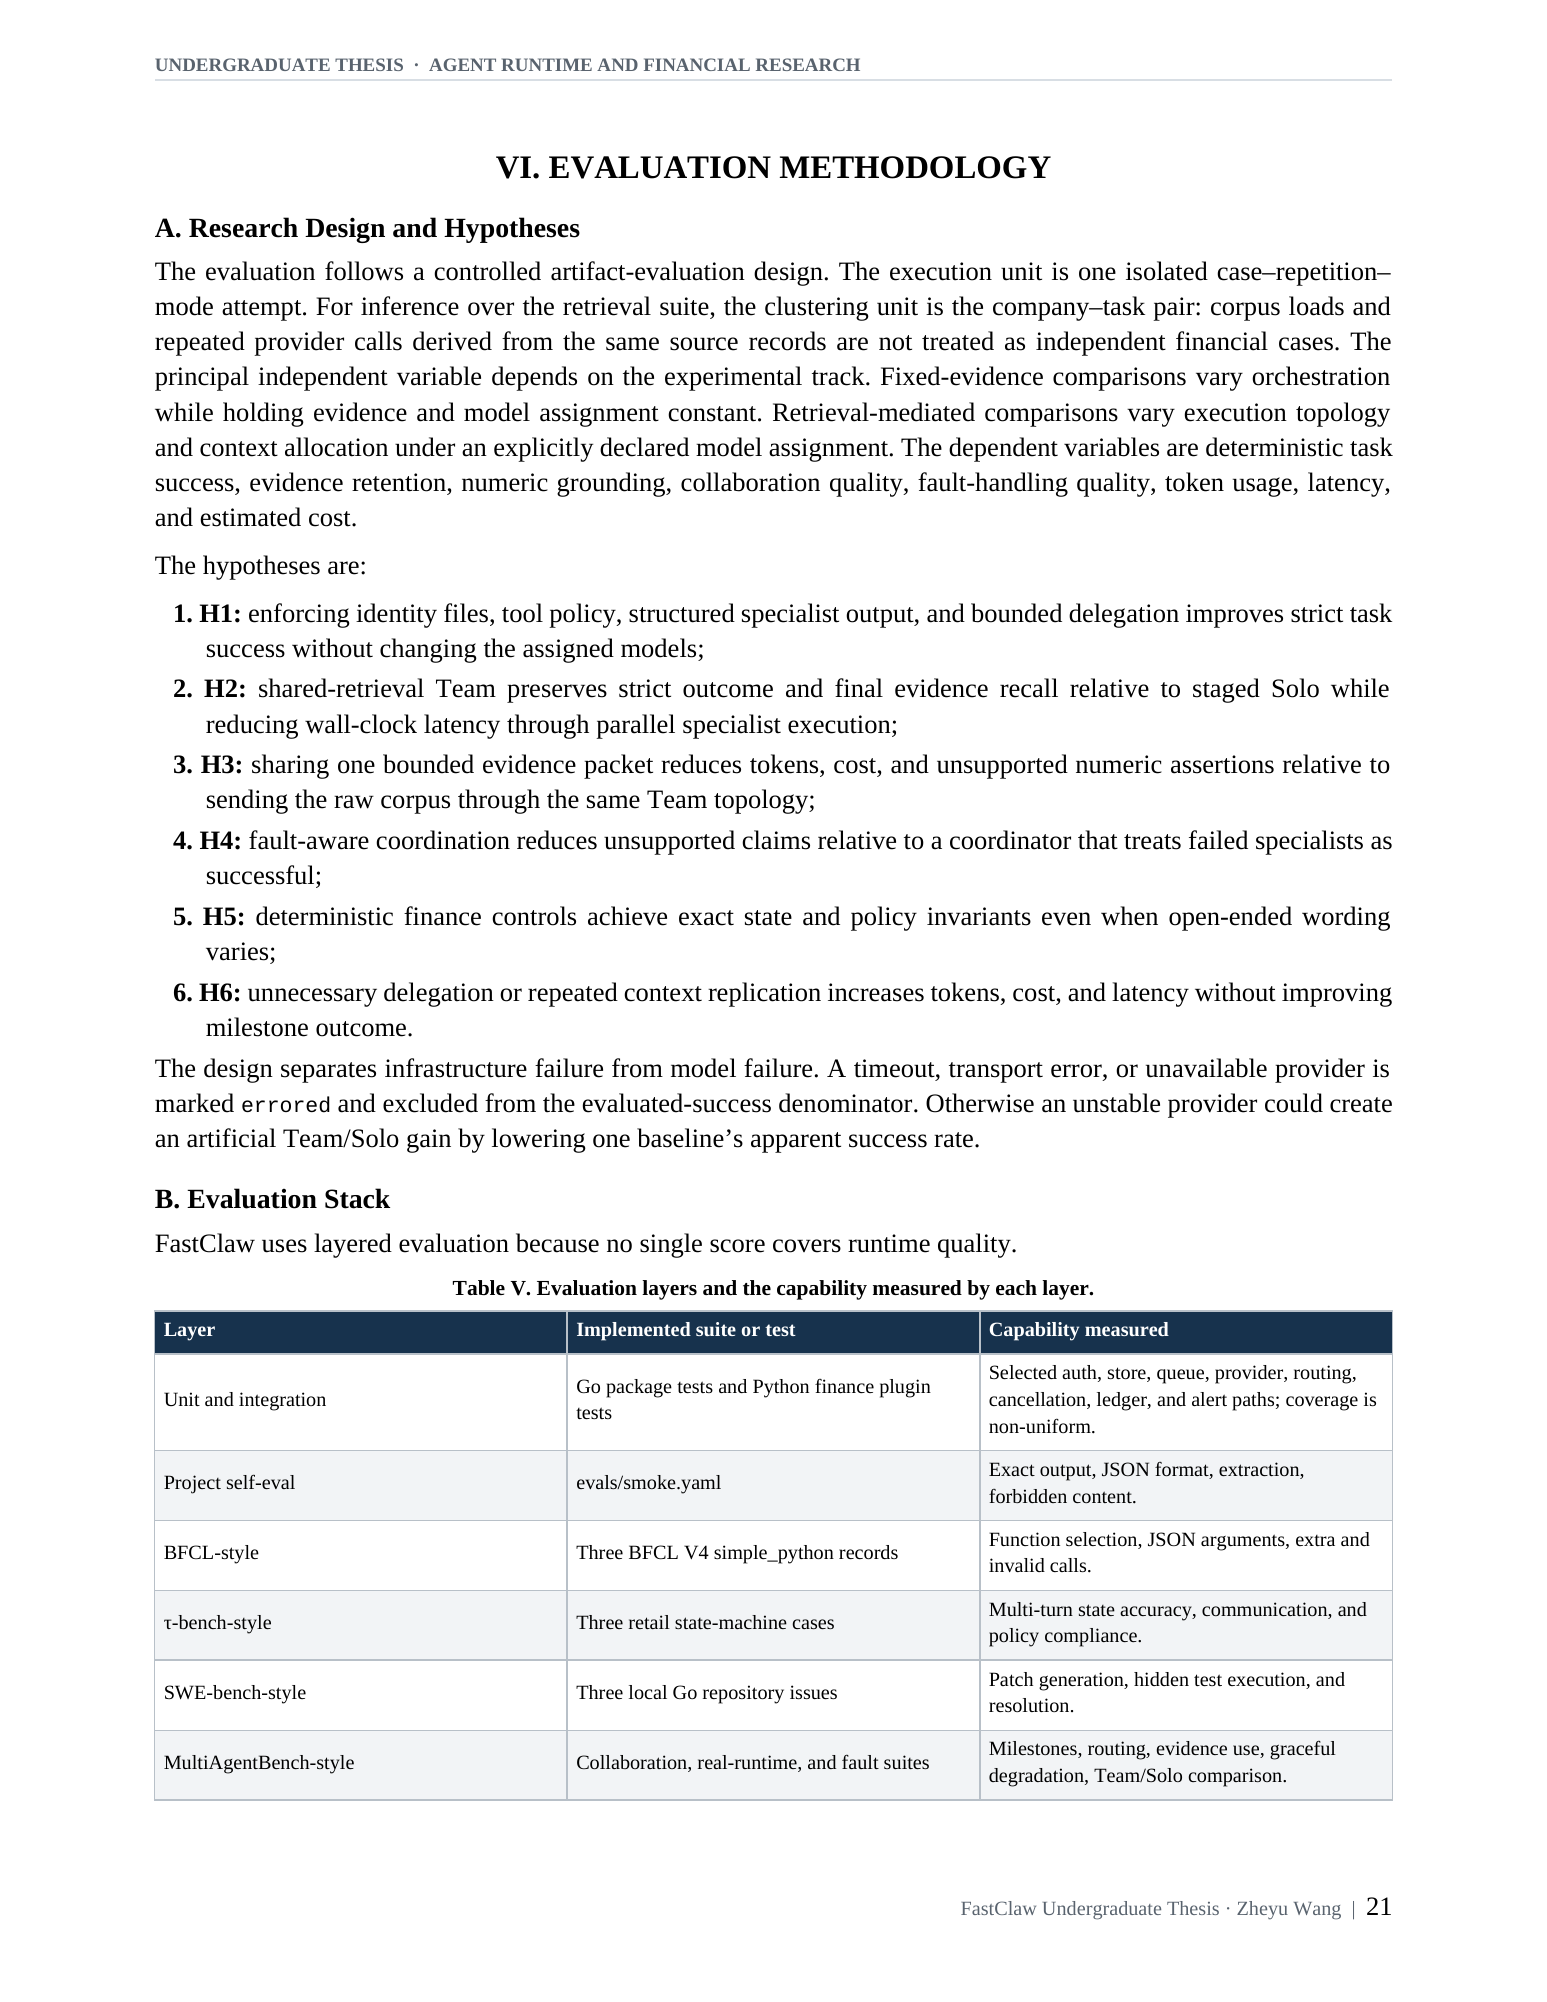 UNDERGRADUATE THESIS · AGENT RUNTIME AND FINANCIAL RESEARCH
VI. EVALUATION METHODOLOGY
A. Research Design and Hypotheses
The evaluation follows a controlled artifact-evaluation design. The execution unit is one isolated case–repetition–
mode attempt. For inference over the retrieval suite, the clustering unit is the company–task pair: corpus loads and
repeated provider calls derived from the same source records are not treated as independent financial cases. The
principal independent variable depends on the experimental track. Fixed-evidence comparisons vary orchestration
while holding evidence and model assignment constant. Retrieval-mediated comparisons vary execution topology
and context allocation under an explicitly declared model assignment. The dependent variables are deterministic task
success, evidence retention, numeric grounding, collaboration quality, fault-handling quality, token usage, latency,
and estimated cost.
The hypotheses are:
1. H1: enforcing identity files, tool policy, structured specialist output, and bounded delegation improves strict task
success without changing the assigned models;
2. H2: shared-retrieval Team preserves strict outcome and final evidence recall relative to staged Solo while
reducing wall-clock latency through parallel specialist execution;
3. H3: sharing one bounded evidence packet reduces tokens, cost, and unsupported numeric assertions relative to
sending the raw corpus through the same Team topology;
4. H4: fault-aware coordination reduces unsupported claims relative to a coordinator that treats failed specialists as
successful;
5. H5: deterministic finance controls achieve exact state and policy invariants even when open-ended wording
varies;
6. H6: unnecessary delegation or repeated context replication increases tokens, cost, and latency without improving
milestone outcome.
The design separates infrastructure failure from model failure. A timeout, transport error, or unavailable provider is
marked errored and excluded from the evaluated-success denominator. Otherwise an unstable provider could create
an artificial Team/Solo gain by lowering one baseline’s apparent success rate.
B. Evaluation Stack
FastClaw uses layered evaluation because no single score covers runtime quality.
Table V. Evaluation layers and the capability measured by each layer.
Layer Implemented suite or test Capability measured
Unit and integration
Go package tests and Python finance plugin
tests
Selected auth, store, queue, provider, routing,
cancellation, ledger, and alert paths; coverage is
non-uniform.
Project self-eval
evals/smoke.yaml
Exact output, JSON format, extraction,
forbidden content.
BFCL-style
Three BFCL V4 simple_python records
Function selection, JSON arguments, extra and
invalid calls.
τ-bench-style
Three retail state-machine cases
Multi-turn state accuracy, communication, and
policy compliance.
SWE-bench-style
Three local Go repository issues
Patch generation, hidden test execution, and
resolution.
MultiAgentBench-style
Collaboration, real-runtime, and fault suites
Milestones, routing, evidence use, graceful
degradation, Team/Solo comparison.
FastClaw Undergraduate Thesis · Zheyu Wang | 21